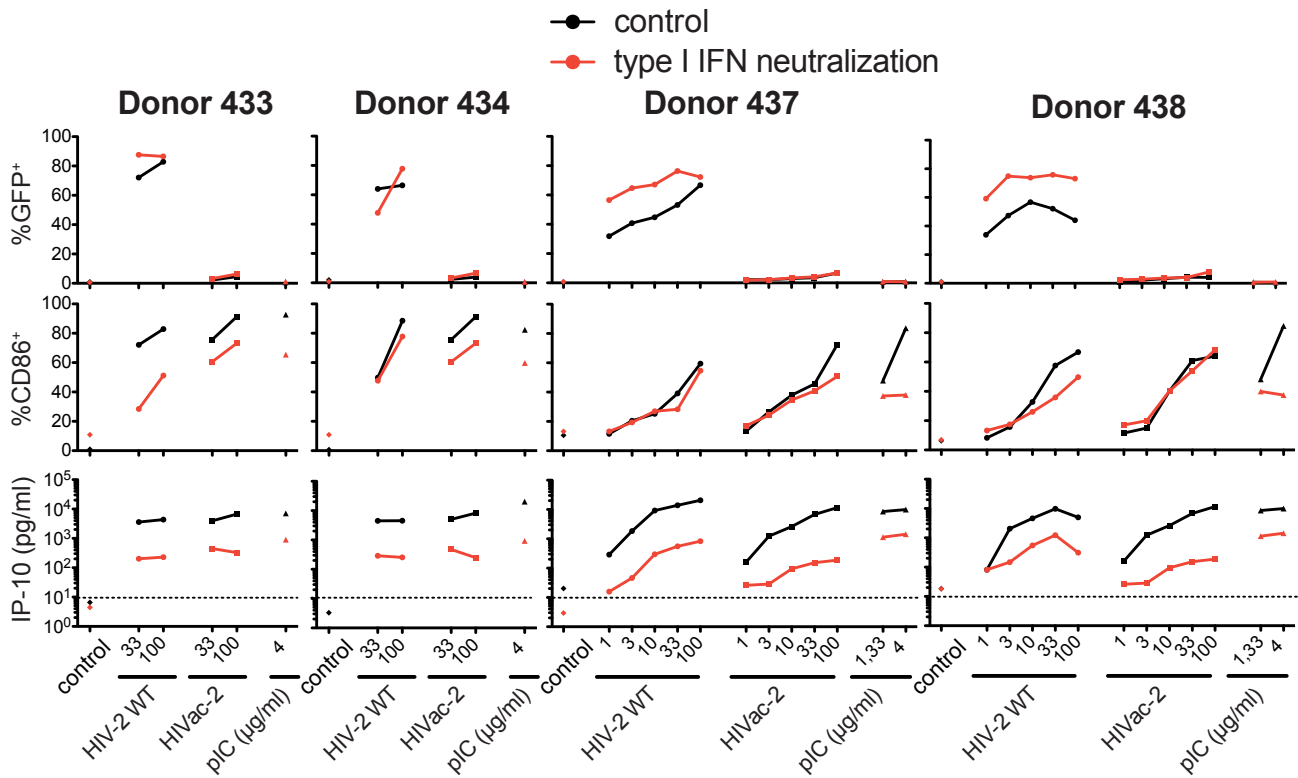 control
type I IFN neutralization
Donor 433 Donor 434 Donor 437 Donor 438
%GFP⁺
100
80
60
40
20
0
%CD86⁺
100
80
60
40
20
0
IP-10 (pg/ml)
10⁵
10⁴
10³
10²
10¹
10⁰
control 33 100 33 100 4 control 33 100 33 100 4 control 1 3 10 33 100 1 3 10 33 100 1,33 4 control 1 3 10 33 100 1 3 10 33 100 1,33 4
HIV-2 WT HIVac-2 pIC (µg/ml) HIV-2 WT HIVac-2 pIC (µg/ml) HIV-2 WT HIVac-2 pIC (µg/ml) HIV-2 WT HIVac-2 pIC (µg/ml)